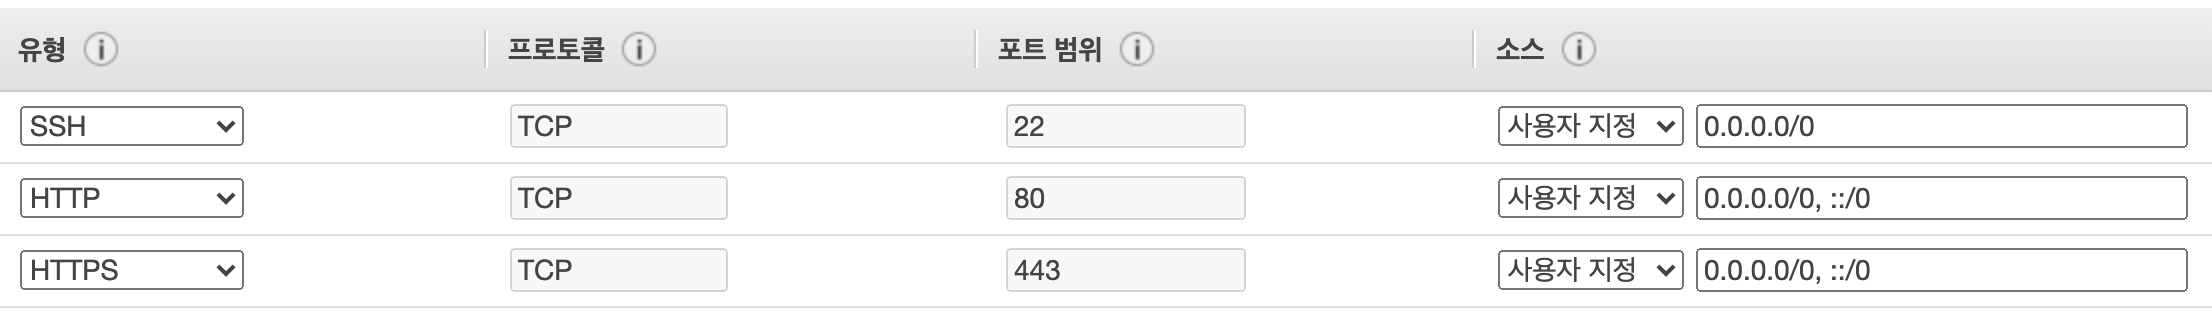 유형 프로토콜 포트 범위 소스
SSH TCP 22 사용자 지정 0.0.0.0/0
HTTP TCP 80 사용자 지정 0.0.0.0/0, ::/0
HTTPS TCP 443 사용자 지정 0.0.0.0/0, ::/0